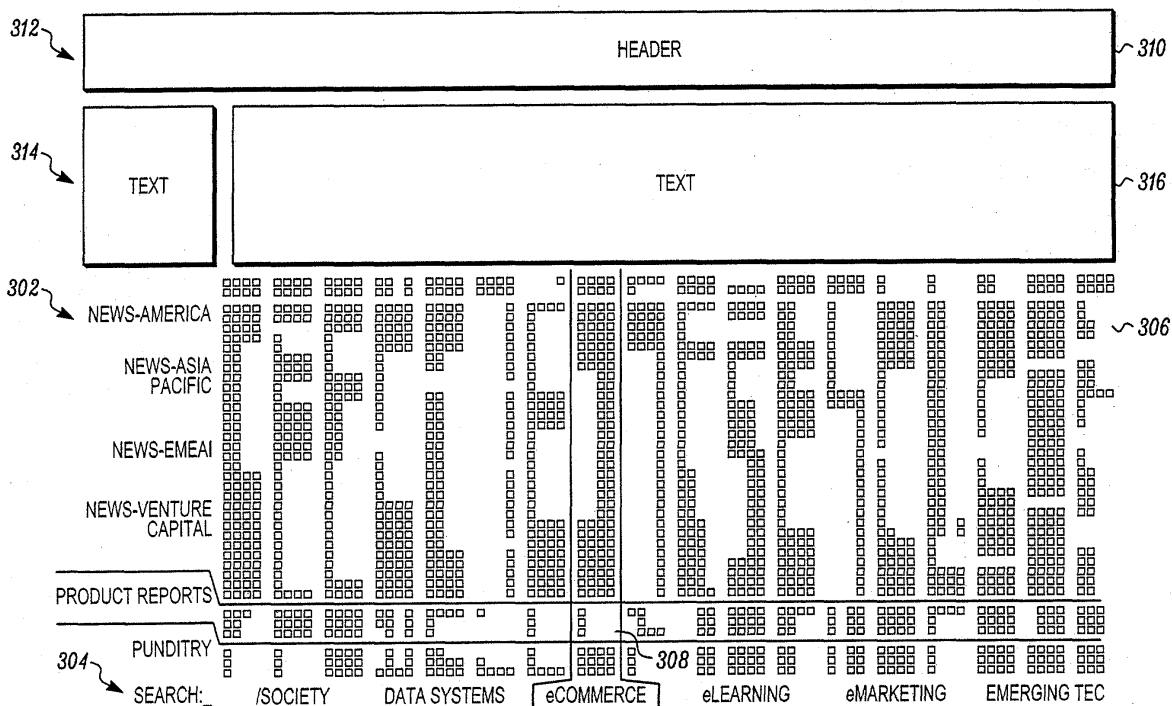 312
HEADER
310
314
TEXT
TEXT
316
302
NEWS-AMERICA
306
NEWS-ASIA
PACIFIC
NEWS-EMEAI
NEWS-VENTURE
CAPITAL
PRODUCT REPORTS
PUNDITRY
308
304
SEARCH:_ /SOCIETY DATA SYSTEMS eCOMMERCE eLEARNING eMARKETING EMERGING TEC